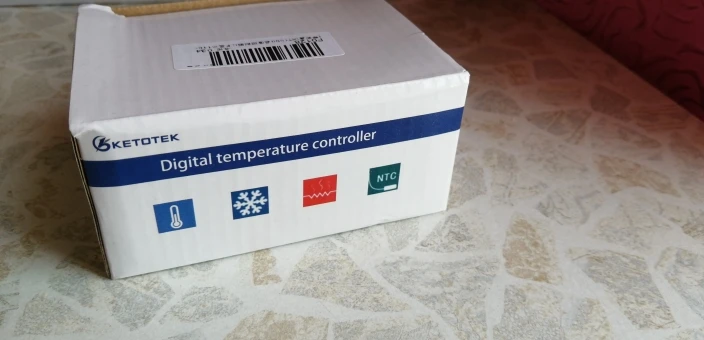 KETOTEK
Digital temperature controller
NTC